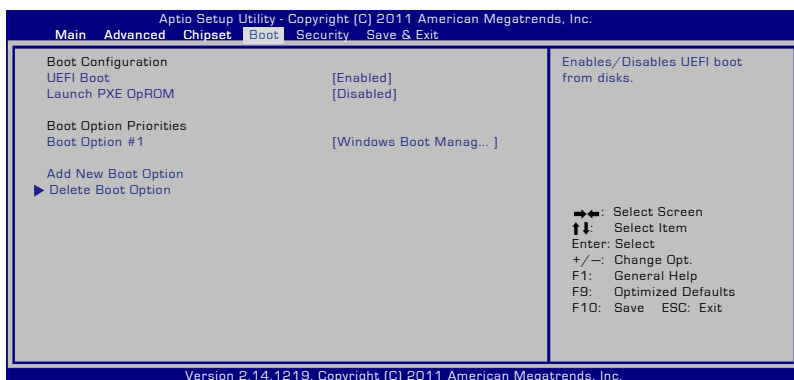 Aptio Setup Utility - Copyright (C) 2011 American Megatrends, Inc.
Main Advanced Chipset Boot Security Save & Exit
Boot Configuration
UEFI Boot [Enabled]
Launch PXE OpROM [Disabled]
Boot Option Priorities
Boot Option #1 [Windows Boot Manag... ]
Add New Boot Option
Delete Boot Option
Enables/Disables UEFI boot
from disks.
→←: Select Screen
↑↓: Select Item
Enter: Select
+/—: Change Opt.
F1: General Help
F9: Optimized Defaults
F10: Save ESC: Exit
Version 2.14.1219. Copyright (C) 2011 American Megatrends, Inc.